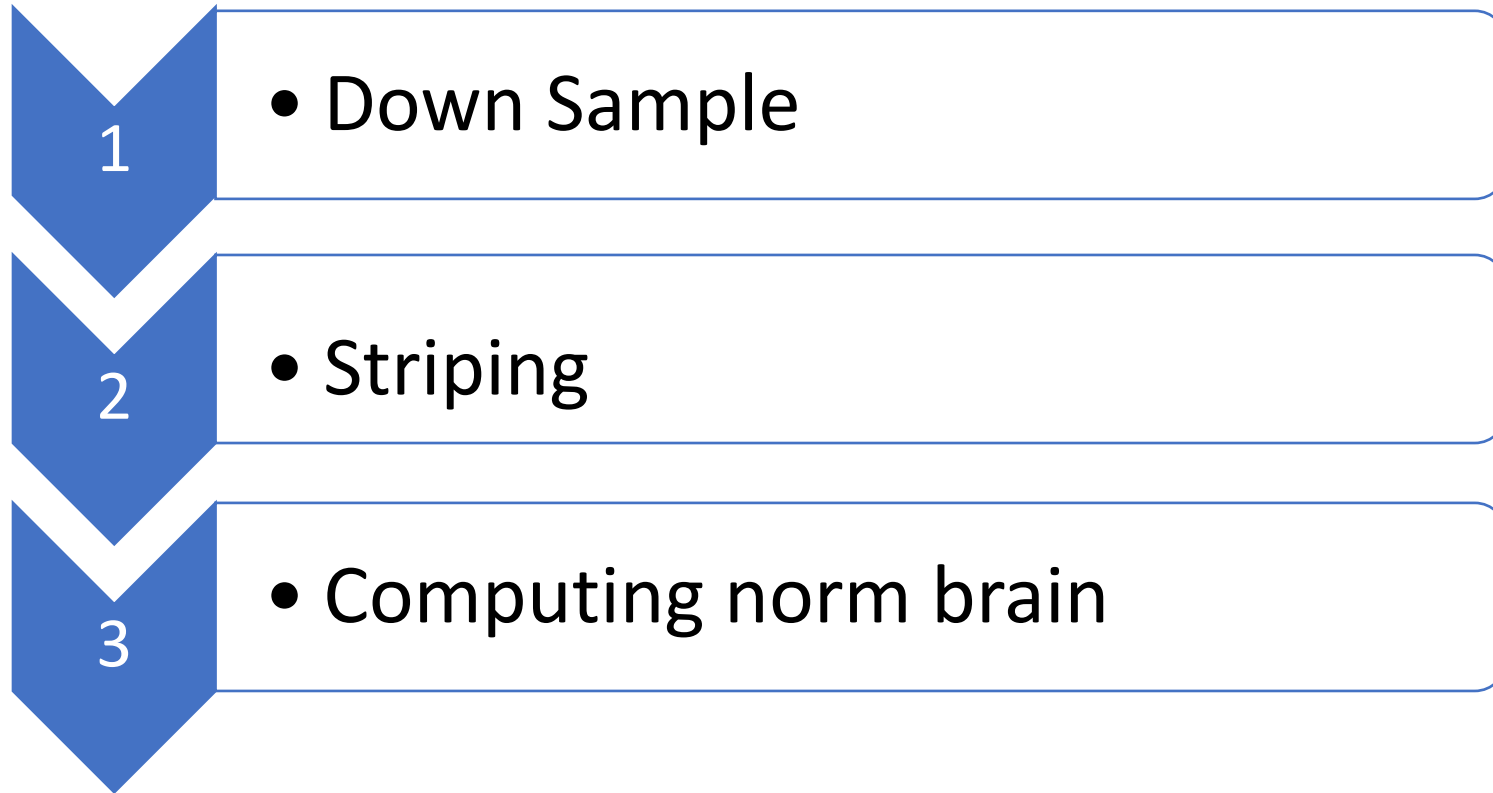 1
• Down Sample
2
• Striping
3
• Computing norm brain